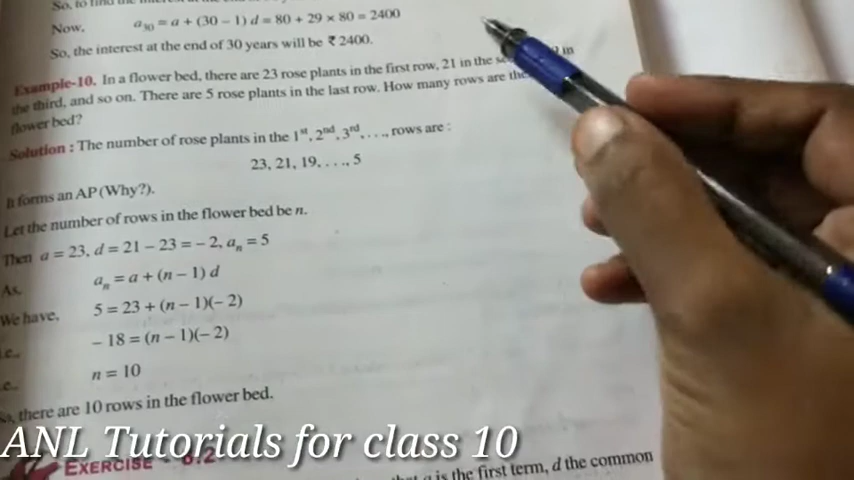 So, to find the interest at the end of
Now, a₃₀ = a + (30 − 1) d = 80 + 29 × 80 = 2400
So, the interest at the end of 30 years will be ₹ 2400.
Example-10. In a flower bed, there are 23 rose plants in the first row, 21 in the in
the third, and so on. There are 5 rose plants in the last row. How many rows are
flower bed?
Solution : The number of rose plants in the 1st, 2nd, 3rd, . . ., rows are :
23, 21, 19, . . ., 5
It forms an AP (Why?).
Let the number of rows in the flower bed be n.
Then a = 23, d = 21 − 23 = − 2, aₙ = 5
As, aₙ = a + (n − 1) d
We have, 5 = 23 + (n − 1)(− 2)
i.e., − 18 = (n − 1)(− 2)
i.e., n = 10
So, there are 10 rows in the flower bed.
ANL Tutorials for class 10
EXERCISE - 6.2
a is the first term, d the common